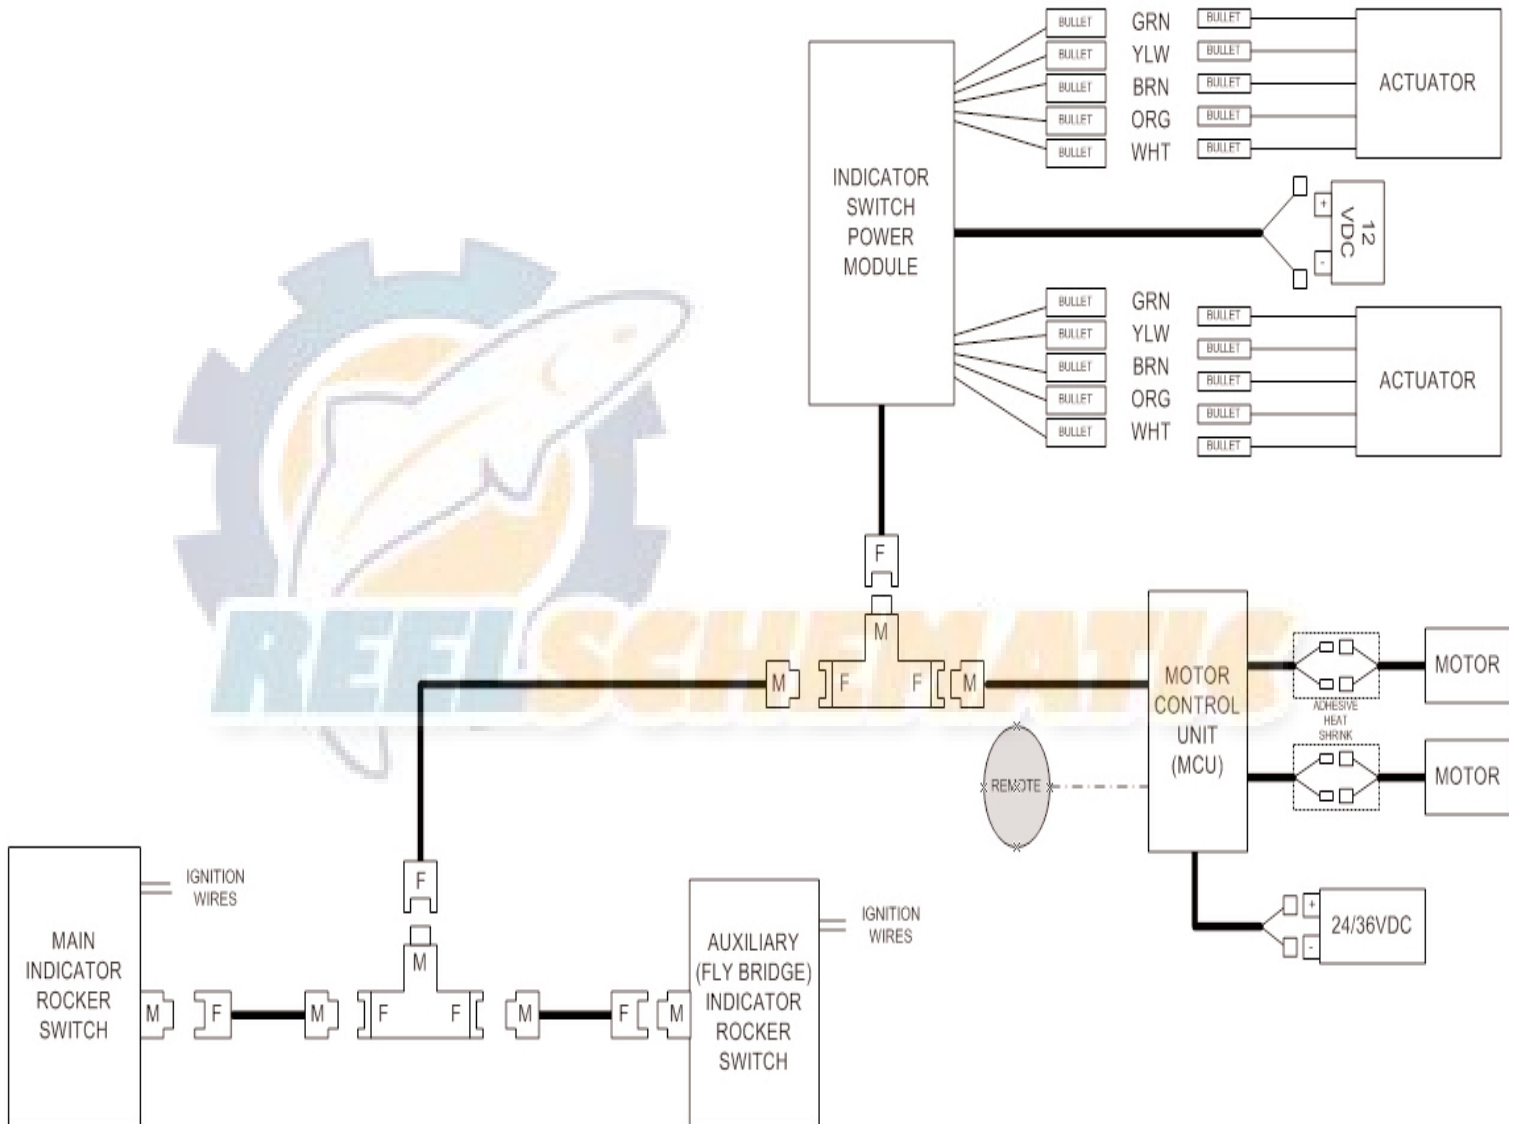 BULLET GRN BULLET
BULLET YLW BULLET
BULLET BRN BULLET
BULLET ORG BULLET
BULLET WHT BULLET
ACTUATOR
INDICATOR
SWITCH
POWER
MODULE
+
-
12
VDC
BULLET GRN BULLET
BULLET YLW BULLET
BULLET BRN BULLET
BULLET ORG BULLET
BULLET WHT BULLET
ACTUATOR
F
M
M F F M
REELSCHEMATIC
MOTOR
CONTROL
UNIT
(MCU)
MOTOR
ADHESIVE
HEAT
SHRINK
MOTOR
REMOTE
+
-
24/36VDC
F
M
MAIN
INDICATOR
ROCKER
SWITCH
IGNITION
WIRES
M F M F F M F M
AUXILIARY
(FLY BRIDGE)
INDICATOR
ROCKER
SWITCH
IGNITION
WIRES